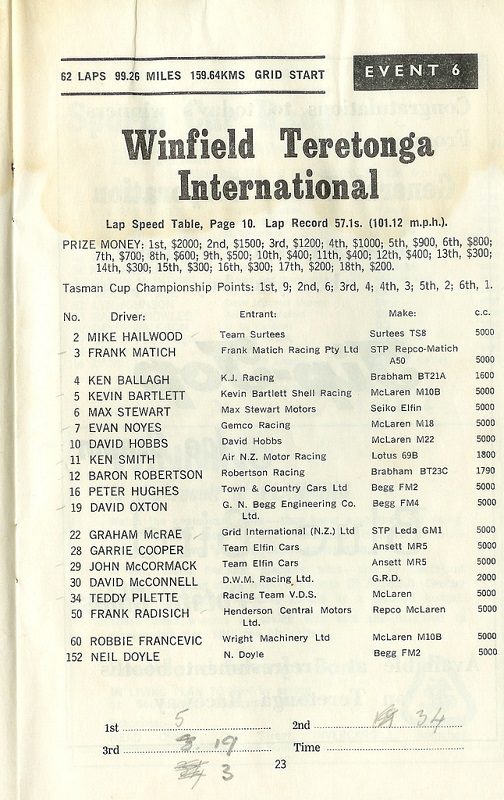 62 LAPS 99.26 MILES 159.64KMS GRID START
EVENT 6
Winfield Teretonga
International
Lap Speed Table, Page 10. Lap Record 57.1s. (101.12 m.p.h.).
PRIZE MONEY: 1st, $2000; 2nd, $1500; 3rd, $1200; 4th, $1000; 5th, $900, 6th, $800;
7th, $700; 8th, $600; 9th, $500; 10th, $400; 11th, $400; 12th, $400; 13th, $300;
14th, $300; 15th, $300; 16th, $300; 17th, $200; 18th, $200.
Tasman Cup Championship Points: 1st, 9; 2nd, 6; 3rd, 4; 4th, 3; 5th, 2; 6th, 1.
No. Driver: Entrant: Make: c.c.
2 MIKE HAILWOOD Team Surtees Surtees TS8 5000
3 FRANK MATICH Frank Matich Racing Pty Ltd STP Repco-Matich
A50 5000
4 KEN BALLAGH K.J. Racing Brabham BT21A 1600
5 KEVIN BARTLETT Kevin Bartlett Shell Racing McLaren M10B 5000
6 MAX STEWART Max Stewart Motors Seiko Elfin 5000
7 EVAN NOYES Gemco Racing McLaren M18 5000
10 DAVID HOBBS David Hobbs McLaren M22 5000
11 KEN SMITH Air N.Z. Motor Racing Lotus 69B 1800
12 BARON ROBERTSON Robertson Racing Brabham BT23C 1790
16 PETER HUGHES Town & Country Cars Ltd Begg FM2 5000
19 DAVID OXTON G. N. Begg Engineering Co. Begg FM4 5000
Ltd.
22 GRAHAM McRAE Grid International (N.Z.) Ltd STP Leda GM1 5000
28 GARRIE COOPER Team Elfin Cars Ansett MR5 5000
29 JOHN McCORMACK Team Elfin Cars Ansett MR5 5000
30 DAVID McCONNELL D.W.M. Racing Ltd. G.R.D. 2000
34 TEDDY PILETTE Racing Team V.D.S. McLaren 5000
50 FRANK RADISICH Henderson Central Motors Repco McLaren 5000
Ltd.
60 ROBBIE FRANCEVIC Wright Machinery Ltd McLaren M10B 5000
152 NEIL DOYLE N. Doyle Begg FM2 5000
1st 5 2nd 34
3rd 19 Time
3
23